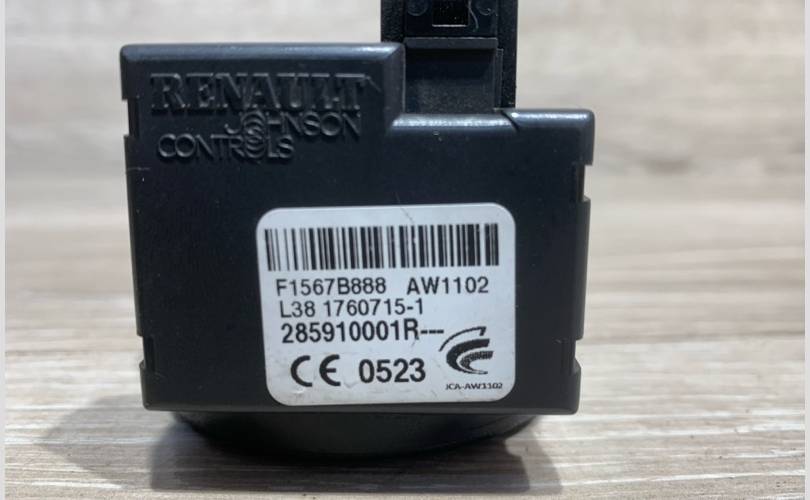 RENAULT
JOHNSON
CONTROLS
F1567B888 AW1102
L38 1760715-1
285910001R---
CE 0523
JCA-AW1102